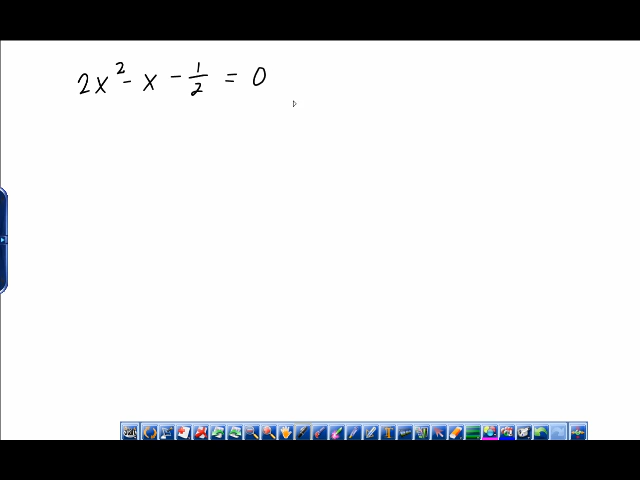 2x² - x - 1/2 = 0